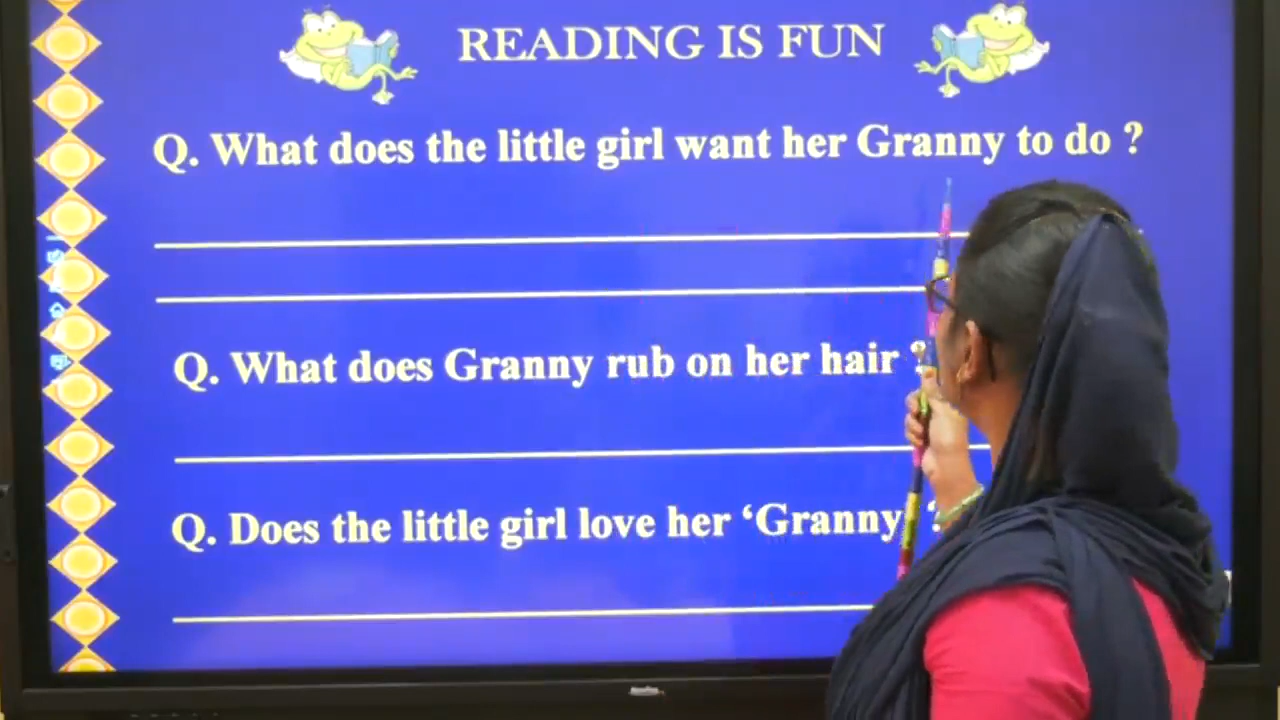 READING IS FUN
Q. What does the little girl want her Granny to do ?
Q. What does Granny rub on her hair ?
Q. Does the little girl love her ‘Granny’ ?